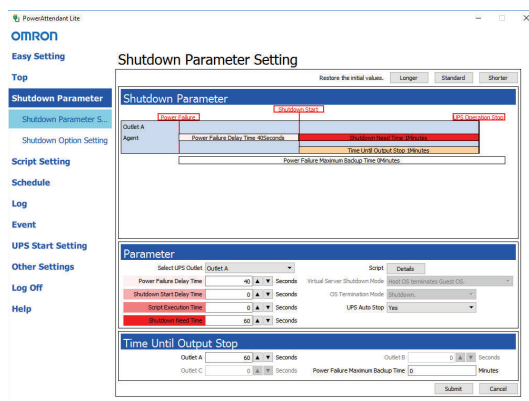 PowerAttendant Lite
OMRON
Easy Setting
Top
Shutdown Parameter
Shutdown Parameter S...
Shutdown Option Setting
Script Setting
Schedule
Log
Event
UPS Start Setting
Other Settings
Log Off
Help
Shutdown Parameter Setting
Restore the initial values. Longer Standard Shorter
Shutdown Parameter
Shutdown Start
Power Failure UPS Operation Stop
Outlet A
Agent Power Failure Delay Time 40Seconds Shutdown Need Time 1Minutes
Time Until Output Stop 1Minutes
Power Failure Maximum Backup Time 0Minutes
Parameter
Select UPS Outlet Outlet A Script Details
Power Failure Delay Time 40 Seconds Virtual Server Shutdown Mode Host OS terminates Guest OS.
Shutdown Start Delay Time 0 Seconds OS Termination Mode Shutdown.
Script Execution Time 0 Seconds UPS Auto Stop Yes
Shutdown Need Time 60 Seconds
Time Until Output Stop
Outlet A 60 Seconds Outlet B 0 Seconds
Outlet C 0 Seconds Power Failure Maximum Backup Time 0 Minutes
Submit Cancel